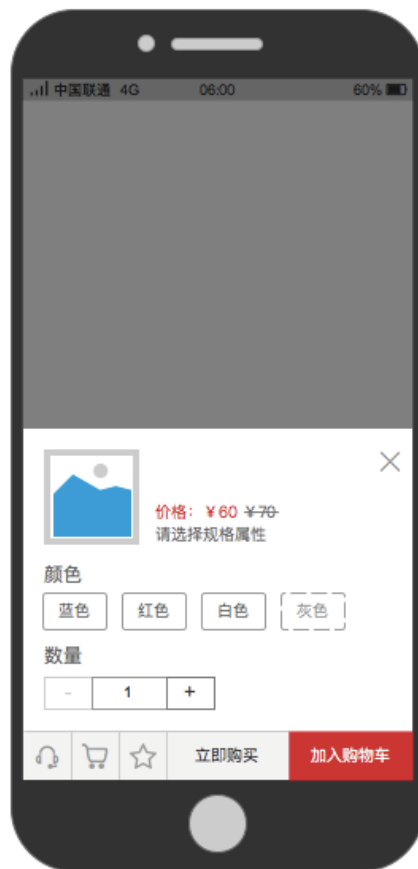 中国联通 4G 06:00 60%
价格：￥60 ￥70
请选择规格属性
颜色
蓝色 红色 白色 灰色
数量
- 1 +
立即购买 加入购物车